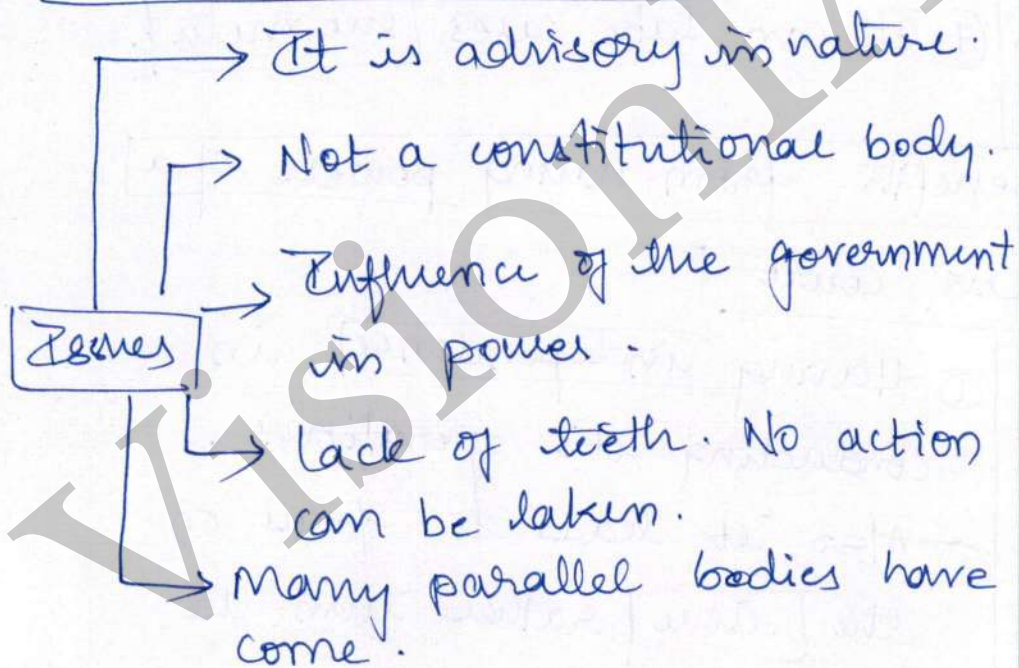 It is advisory in nature.
Not a constitutional body.
Influence of the government
in power.
Issues
Lack of teeth. No action
can be taken.
Many parallel bodies have
come.
VisionI